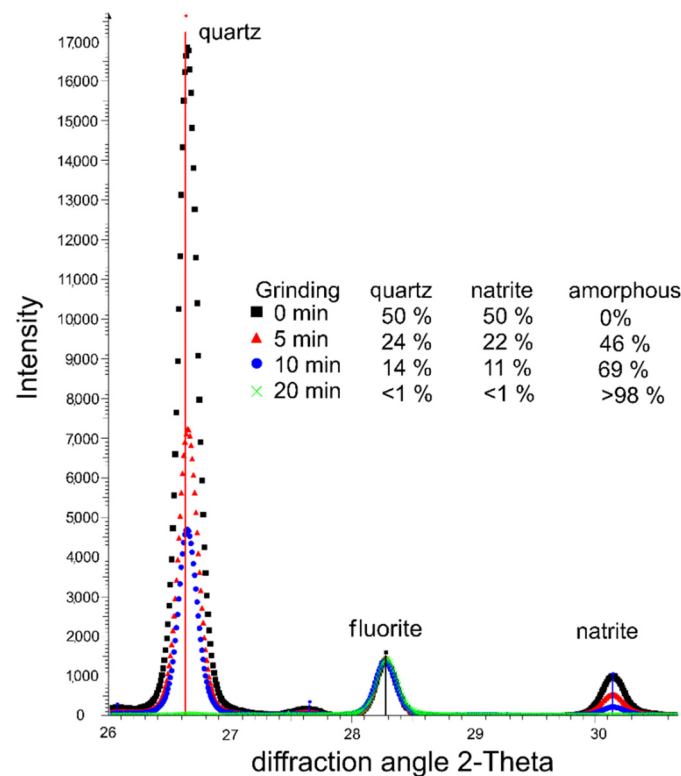 quartz
17,000
16,000
15,000
14,000
13,000
12,000
11,000
10,000
9,000
8,000
7,000
6,000
5,000
4,000
3,000
2000
1000
0
Intensity
Grinding quartz natrite amorphous
0 min 50 % 50 % 0%
5 min 24 % 22 % 46 %
10 min 14 % 11 % 69 %
20 min <1 % <1 % >98 %
fluorite
natrite
26 27 28 29 30
diffraction angle 2-Theta